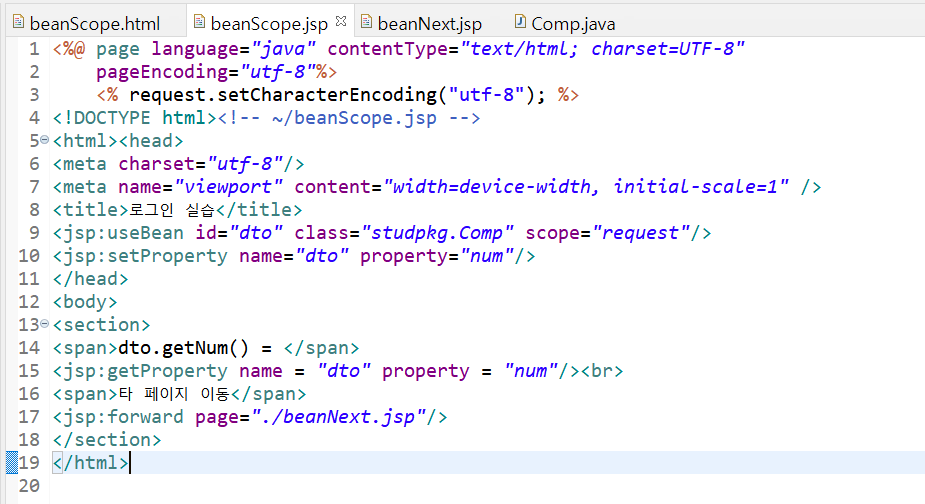 beanScope.html beanScope.jsp beanNext.jsp Comp.java
1 <%@ page language="java" contentType="text/html; charset=UTF-8"
2     pageEncoding="utf-8"%>
3     <% request.setCharacterEncoding("utf-8"); %>
4 <!DOCTYPE html><!-- ~/beanScope.jsp -->
5 <html><head>
6 <meta charset="utf-8"/>
7 <meta name="viewport" content="width=device-width, initial-scale=1" />
8 <title>로그인 실습</title>
9 <jsp:useBean id="dto" class="studpkg.Comp" scope="request"/>
10 <jsp:setProperty name="dto" property="num"/>
11 </head>
12 <body>
13 <section>
14 <span>dto.getNum() = </span>
15 <jsp:getProperty name = "dto" property = "num"/><br>
16 <span>타 페이지 이동</span>
17 <jsp:forward page="./beanNext.jsp"/>
18 </section>
19 </html>
20